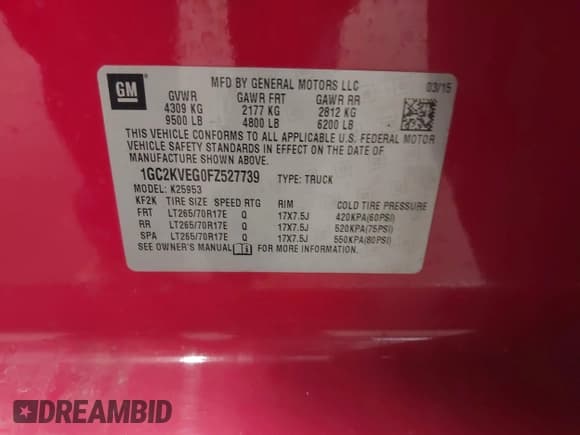 GM
MFD BY GENERAL MOTORS LLC
03/15
GVWR GAWR FRT GAWR RR
4309 KG 2177 KG 2812 KG
9500 LB 4800 LB 6200 LB
THIS VEHICLE CONFORMS TO ALL APPLICABLE U.S. FEDERAL MOTOR
VEHICLE SAFETY STANDARDS IN EFFECT ON THE DATE OF
MANUFACTURE SHOWN ABOVE.
1GC2KVEG0FZ527739 TYPE: TRUCK
MODEL: K25953
KF2K TIRE SIZE SPEED RTG RIM COLD TIRE PRESSURE
FRT LT265/70R17E Q 17X7.5J 420KPA(60PSI)
RR LT265/70R17E Q 17X7.5J 520KPA(75PSI)
SPA LT265/70R17E Q 17X7.5J 550KPA(80PSI)
SEE OWNER'S MANUAL FOR MORE INFORMATION.
DREAMBID